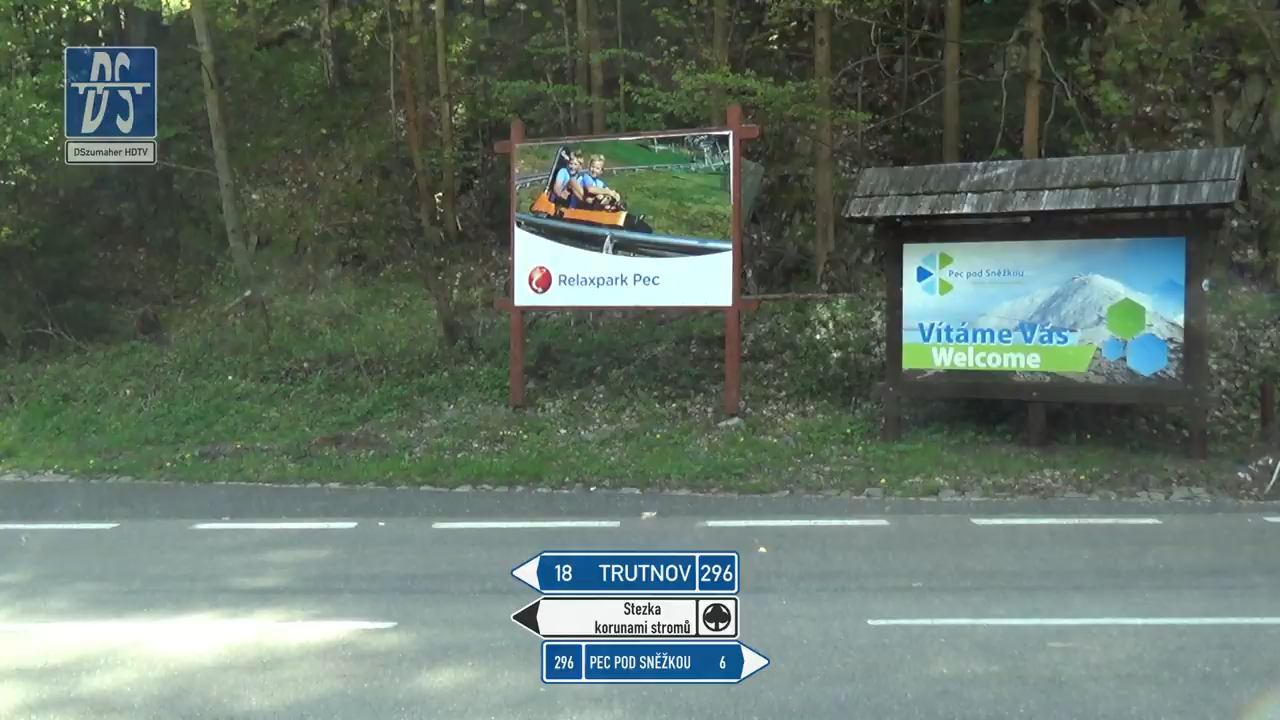 DS
DSzumaher HDTV
Relaxpark Pec
Pec pod Sněžkou
Vítáme Vás
Welcome
18 TRUTNOV 296
Stezka
korunami stromů
296 PEC POD SNĚŽKOU 6